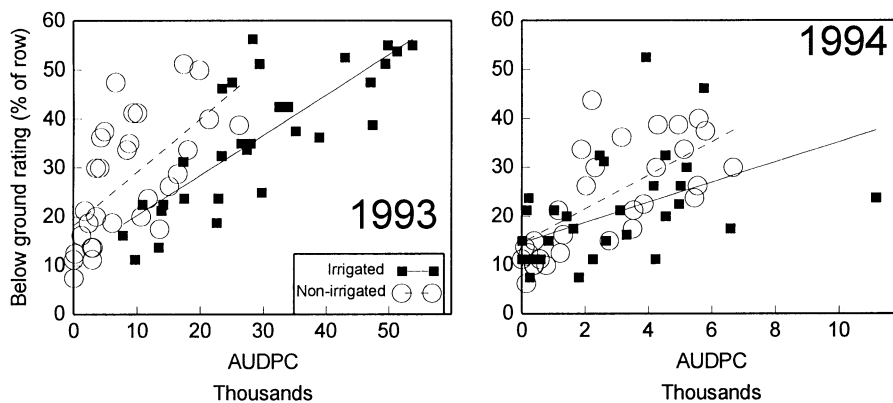 Below ground rating (% of row)
60
50
40
30
20
10
0
1993
Irrigated
Non-irrigated
0 10 20 30 40 50
AUDPC
Thousands
60
50
40
30
20
10
0
1994
0 2 4 6 8 10
AUDPC
Thousands